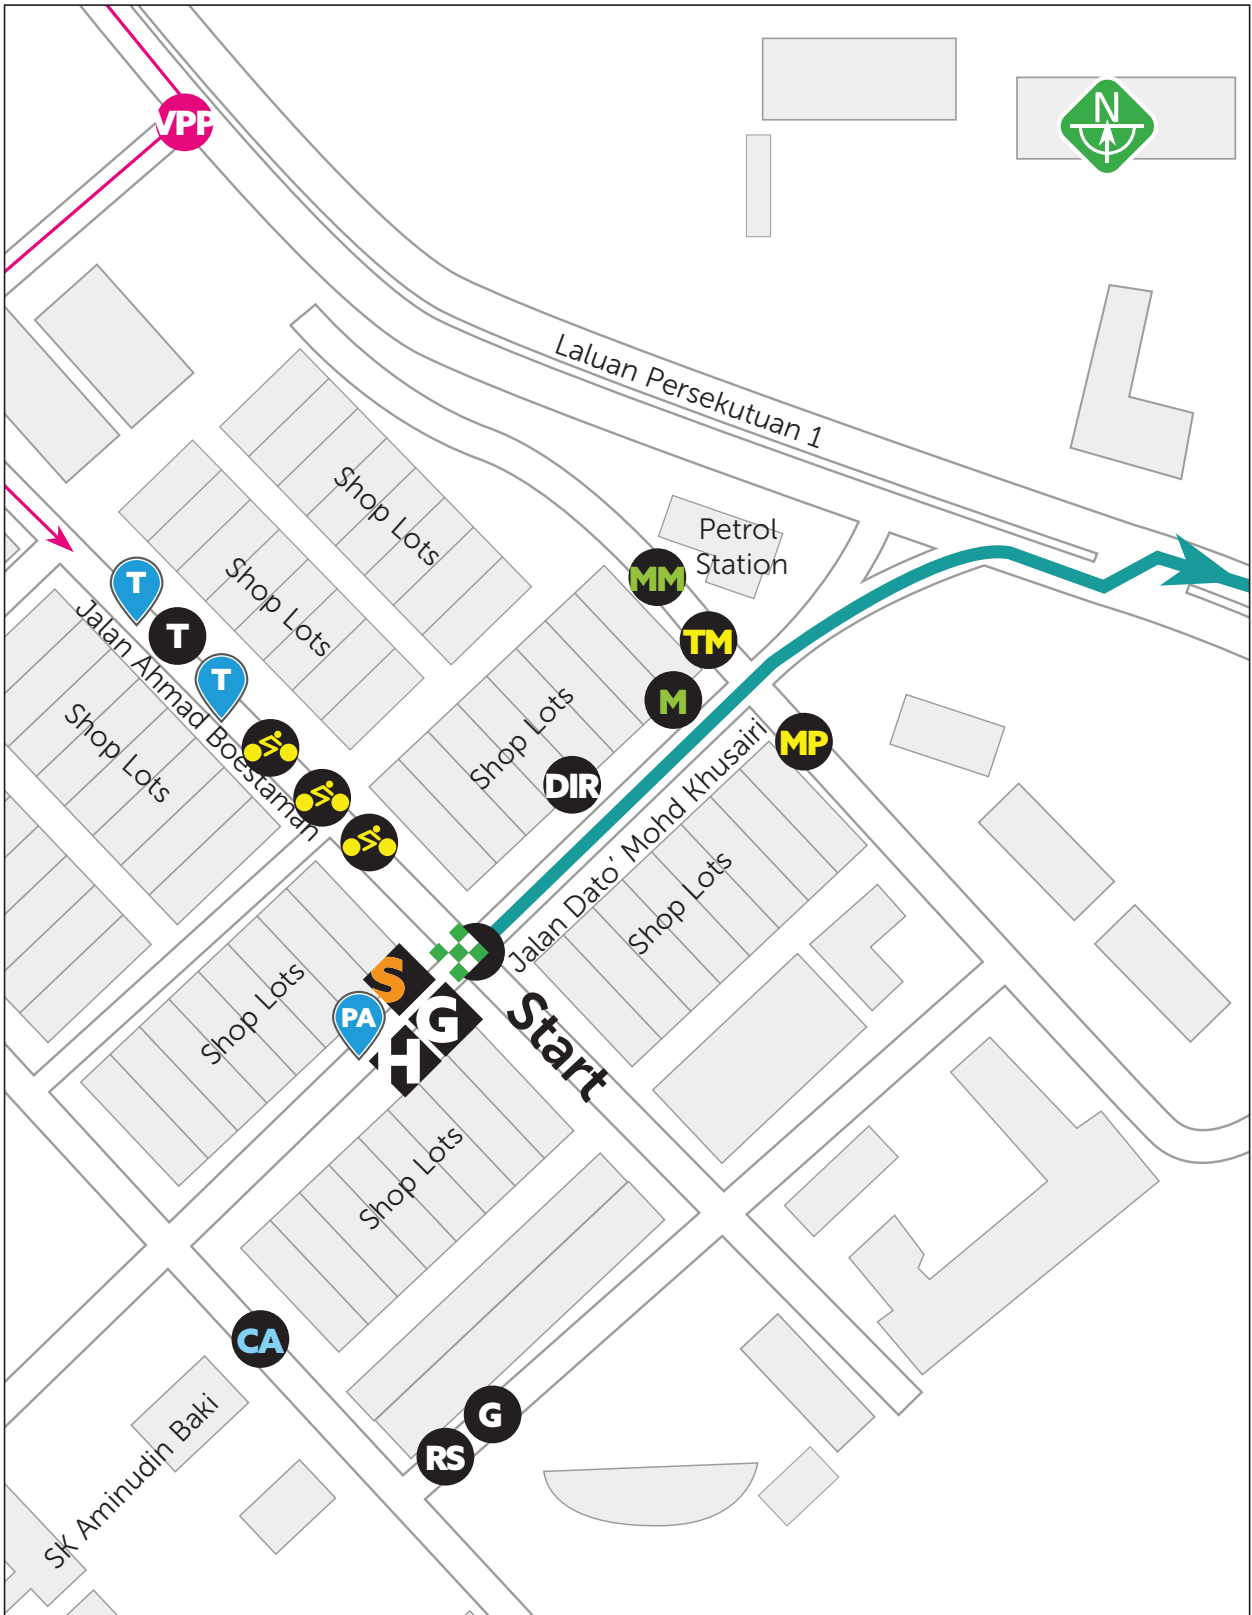 N
VPP
Laluan Persekutuan 1
Shop Lots
Petrol
Station
MM
T
Shop Lots
T
TM
T
Jalan Ahmad Boestaman
M
Shop Lots
Shop Lots
MP
DIR
Jalan Dato' Mohd Khusairi
Shop Lots
S
Shop Lots
PA
G
H
Start
Shop Lots
CA
G
RS
SK Aminudin Baki